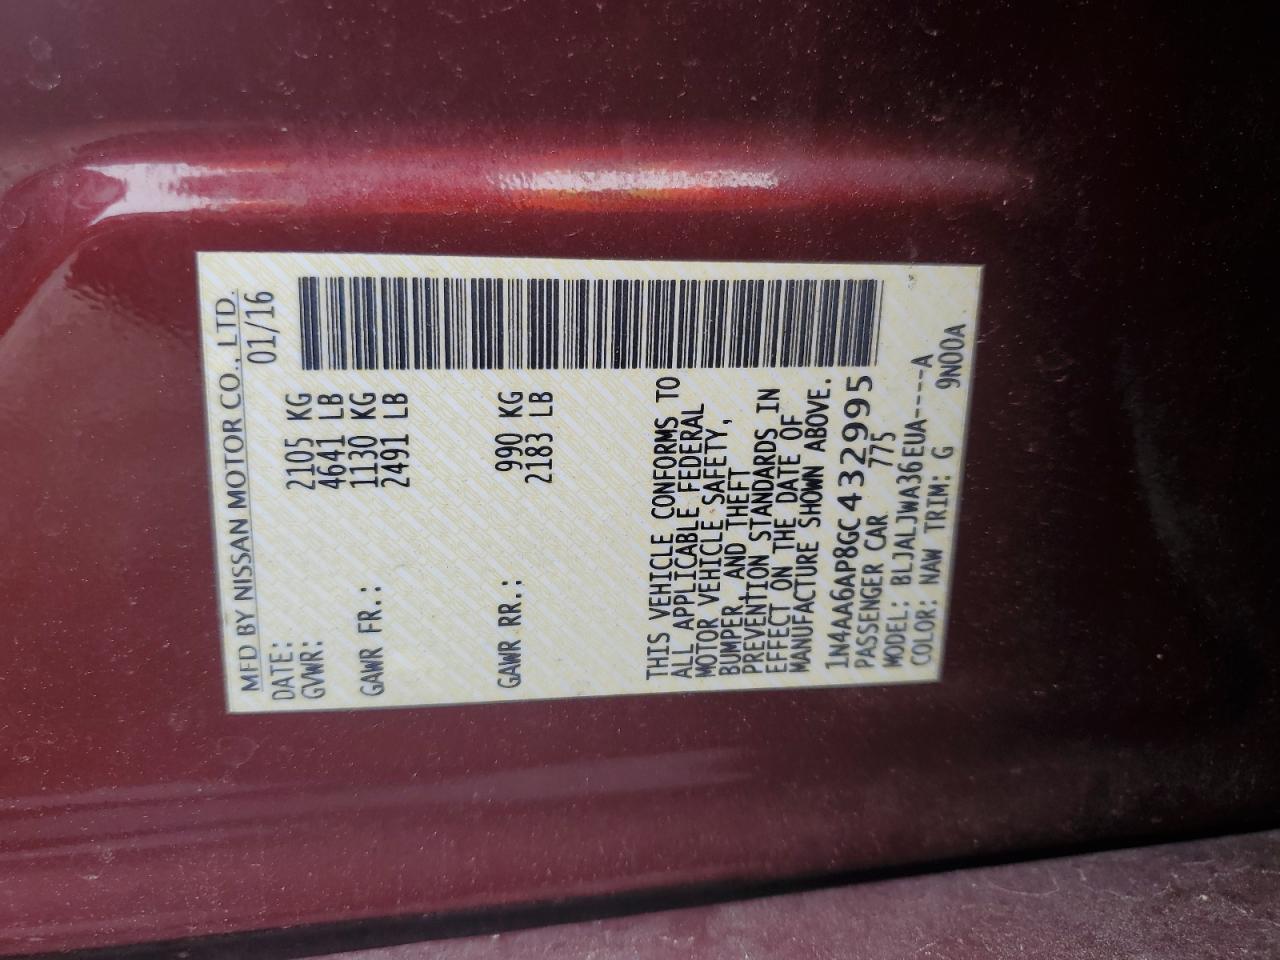 MFD BY NISSAN MOTOR CO., LTD.
DATE: 01/16
GVWR: 2105 KG
4641 LB
GAWR FR.: 1130 KG
2491 LB
GAWR RR.: 990 KG
2183 LB
THIS VEHICLE CONFORMS TO
ALL APPLICABLE FEDERAL
MOTOR VEHICLE SAFETY,
BUMPER, AND THEFT
PREVENTION STANDARDS IN
EFFECT ON THE DATE OF
MANUFACTURE SHOWN ABOVE.
1N4AA6AP8GC432995
PASSENGER CAR 775
MODEL: BLJALJWA36EUA----A
COLOR: NAW TRIM: G 9N00A